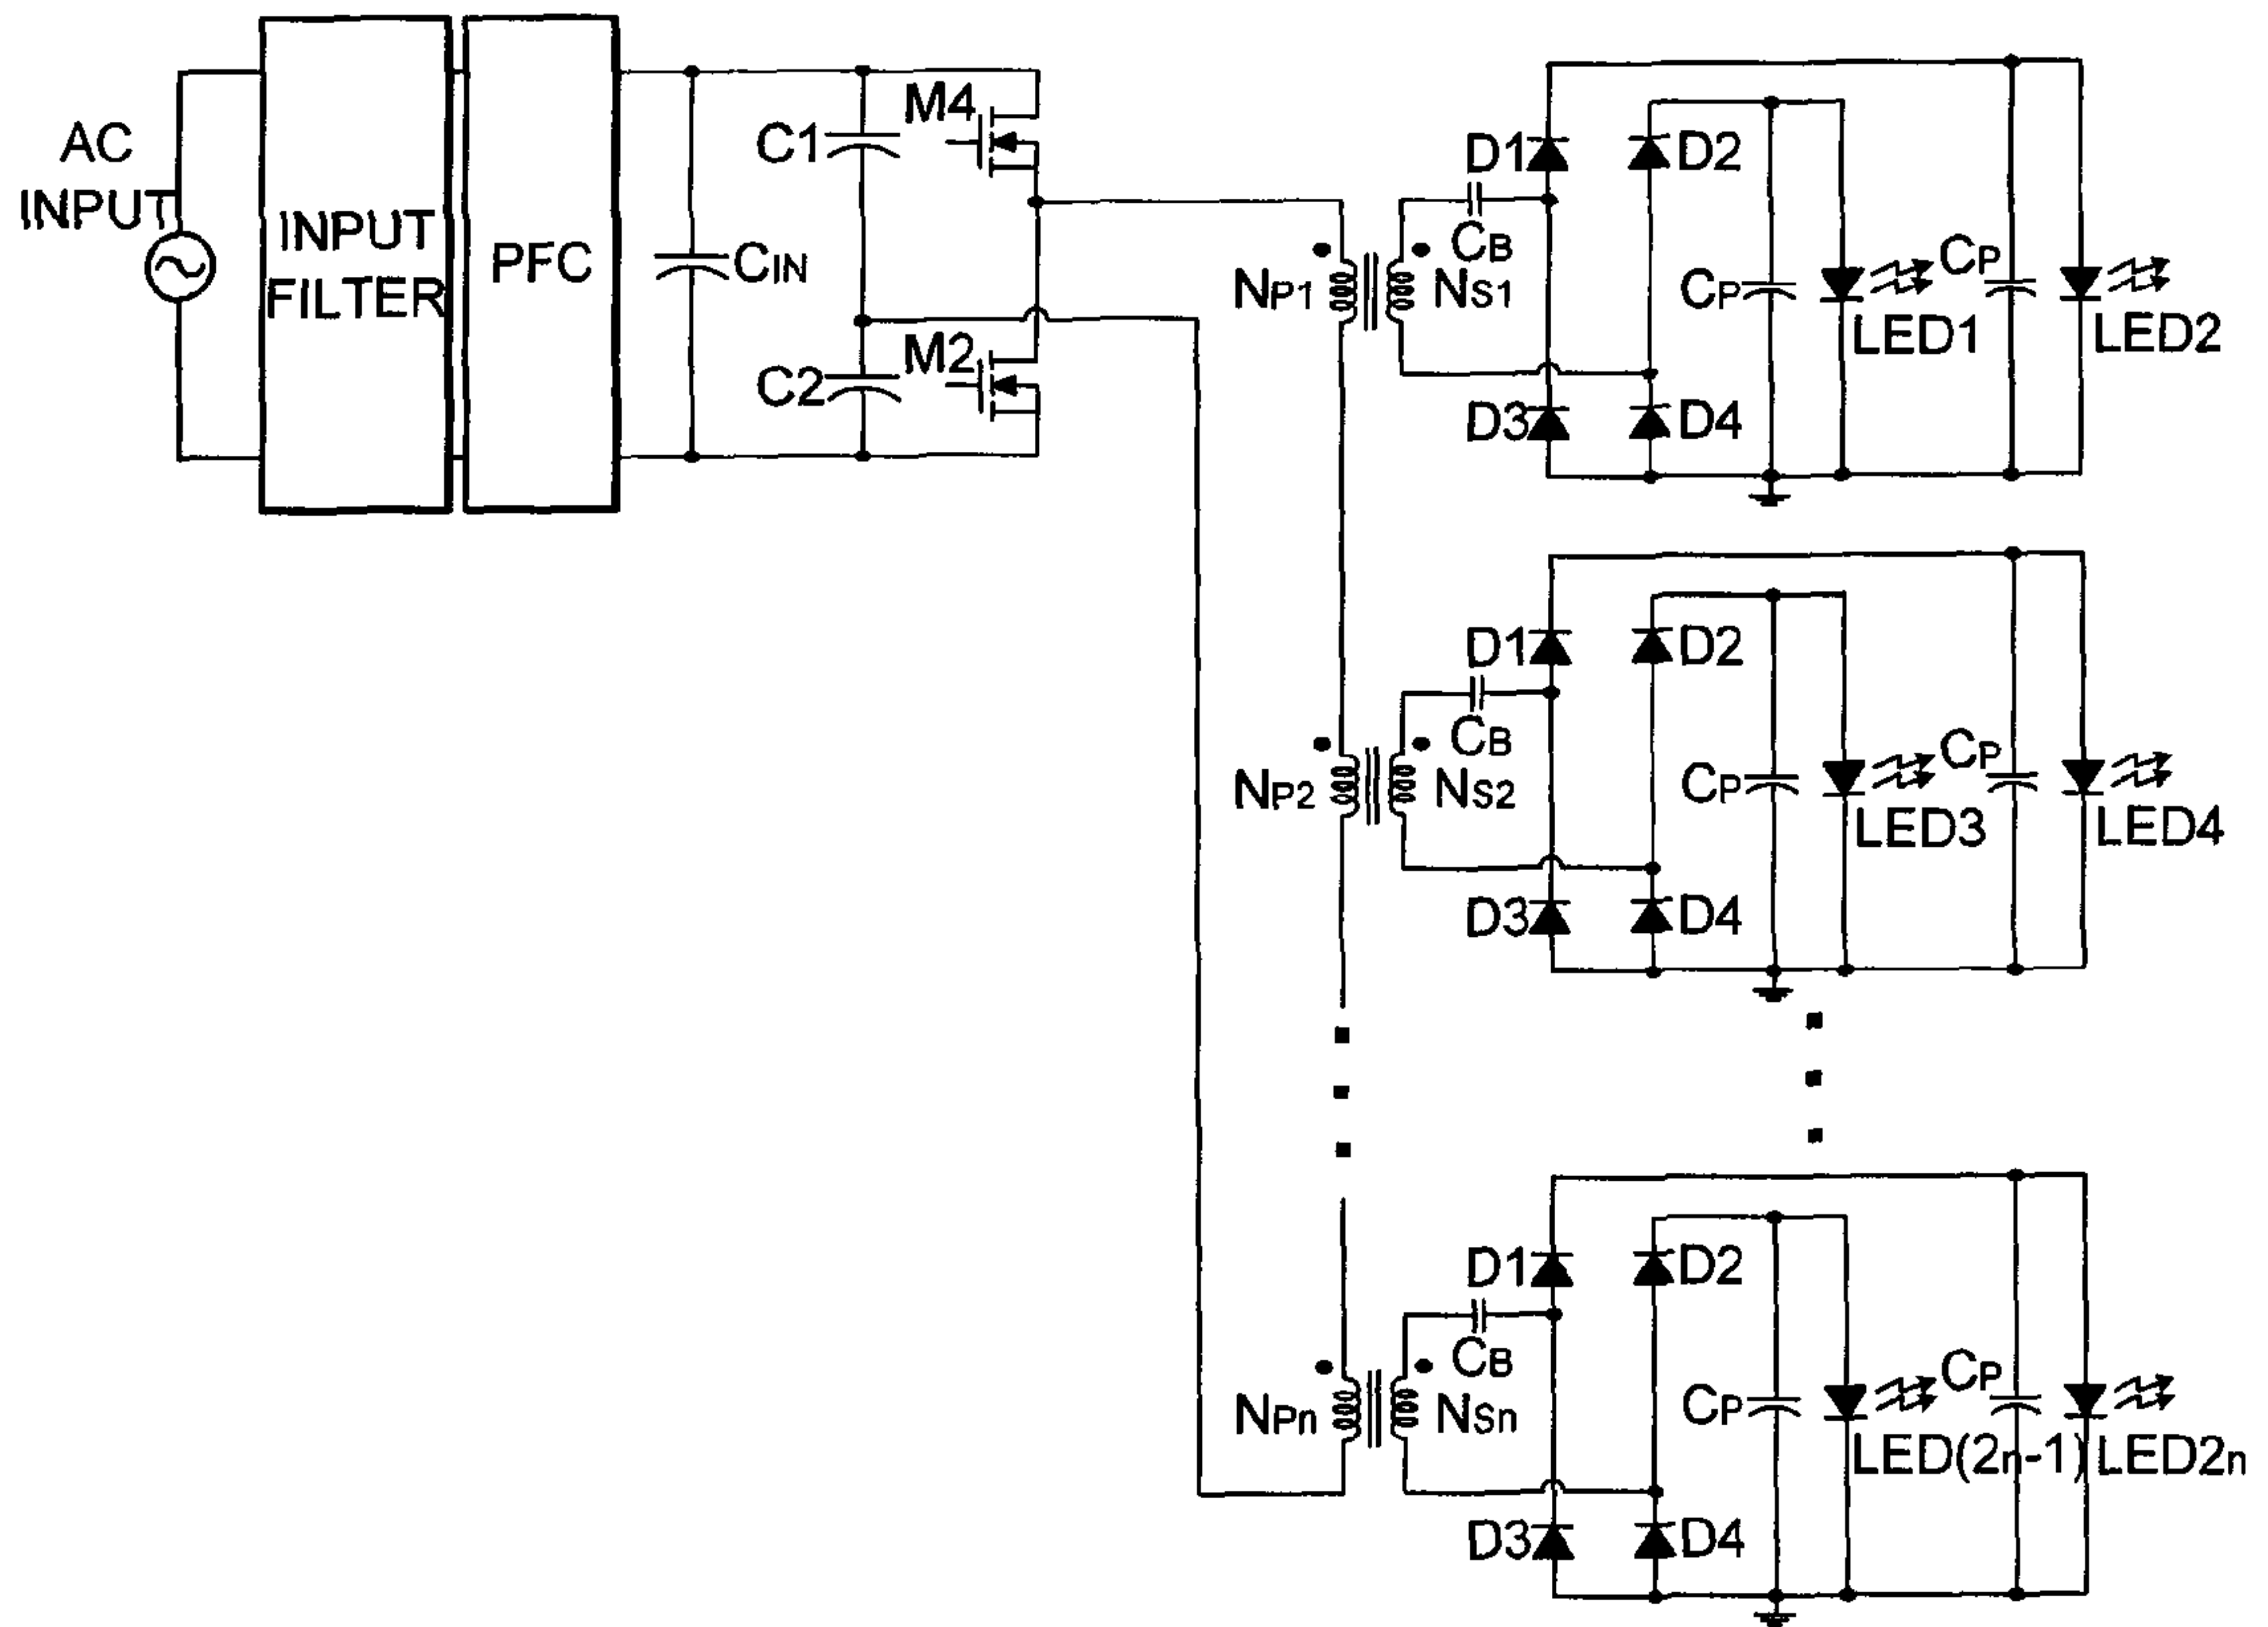 AC
INPUT
INPUT
FILTER
PFC
CIN
C1
C2
M4
M2
NP1
NS1
CB
D1
D2
D3
D4
CP
LED1
CP
LED2
NP2
NS2
CB
D1
D2
D3
D4
CP
LED3
CP
LED4
NPn
NSn
CB
D1
D2
D3
D4
CP
LED(2n-1)
CP
LED2n